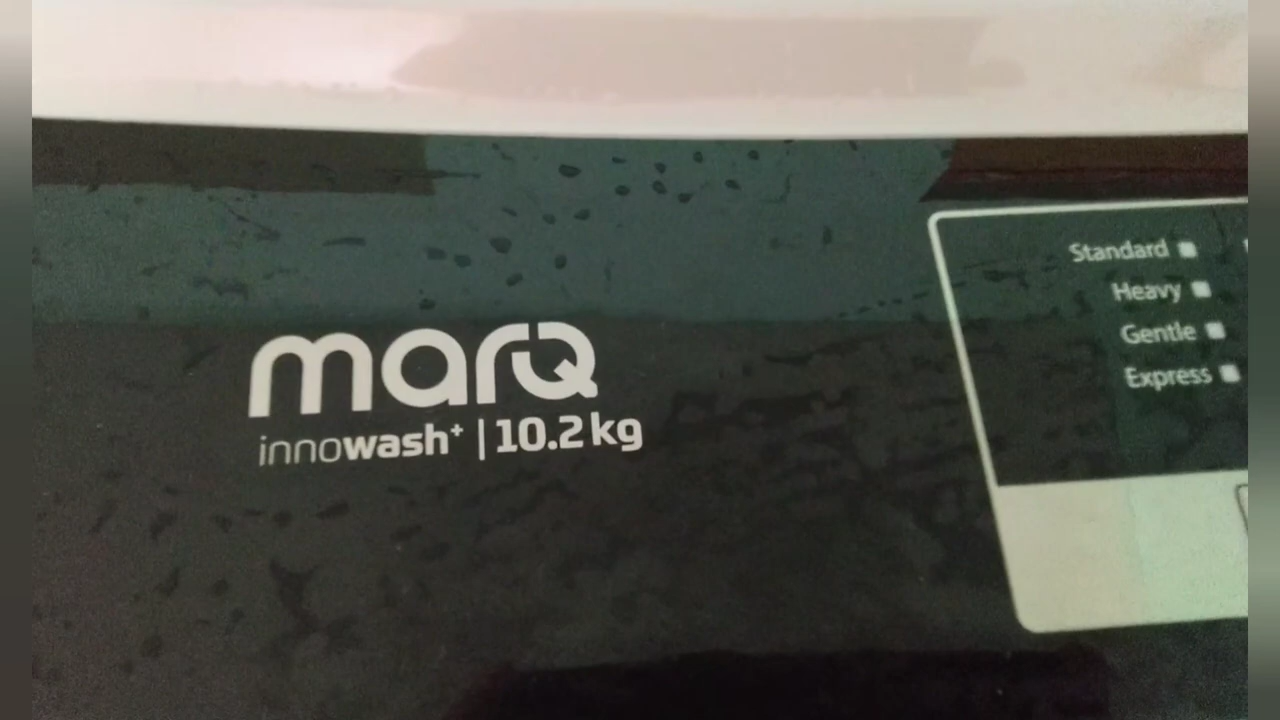 marQ
innowash+ | 10.2 kg
Standard
Heavy
Gentle
Express